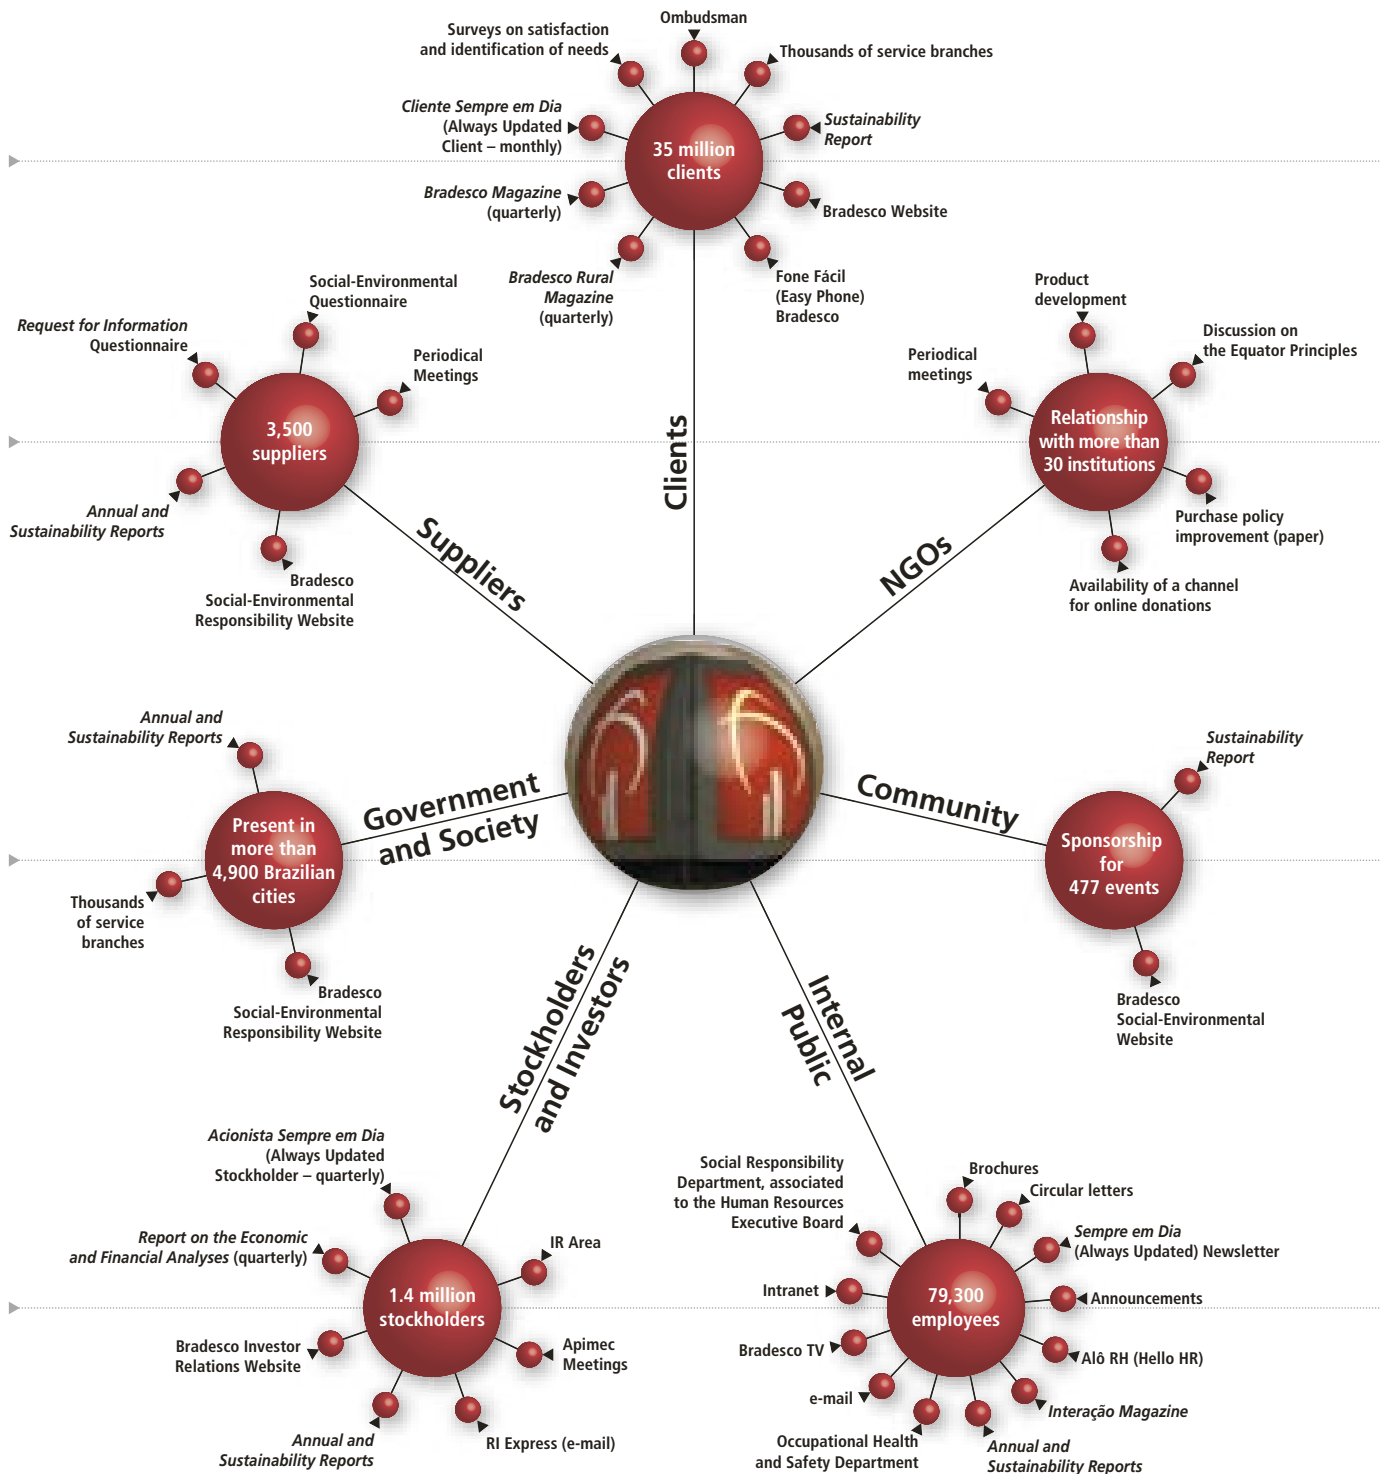 Ombudsman
Surveys on satisfaction
and identification of needs
Thousands of service branches
Cliente Sempre em Dia
(Always Updated
Client – monthly)
Sustainability
Report
35 million
clients
Bradesco Magazine
(quarterly)
Bradesco Website
Bradesco Rural
Magazine
(quarterly)
Fone Fácil
(Easy Phone)
Bradesco
Clients
Social-Environmental
Questionnaire
Request for Information
Questionnaire
Periodical
Meetings
3,500
suppliers
Annual and
Sustainability Reports
Bradesco
Social-Environmental
Responsibility Website
Suppliers
Product
development
Discussion on
the Equator Principles
Periodical
meetings
Relationship
with more than
30 institutions
Purchase policy
improvement (paper)
Availability of a channel
for online donations
NGOs
Annual and
Sustainability Reports
Present in
more than
4,900 Brazilian
cities
Thousands
of service
branches
Bradesco
Social-Environmental
Responsibility Website
Government
and Society
Community
Sustainability
Report
Sponsorship
for
477 events
Bradesco
Social-Environmental
Website
Stockholders
and Investors
Internal
Public
Acionista Sempre em Dia
(Always Updated
Stockholder – quarterly)
Report on the Economic
and Financial Analyses (quarterly)
IR Area
1.4 million
stockholders
Bradesco Investor
Relations Website
Apimec
Meetings
Annual and
Sustainability Reports
RI Express (e-mail)
Social Responsibility
Department, associated
to the Human Resources
Executive Board
Brochures
Circular letters
Sempre em Dia
(Always Updated) Newsletter
Intranet
79,300
employees
Announcements
Bradesco TV
Alô RH (Hello HR)
e-mail
Interação Magazine
Occupational Health
and Safety Department
Annual and
Sustainability Reports